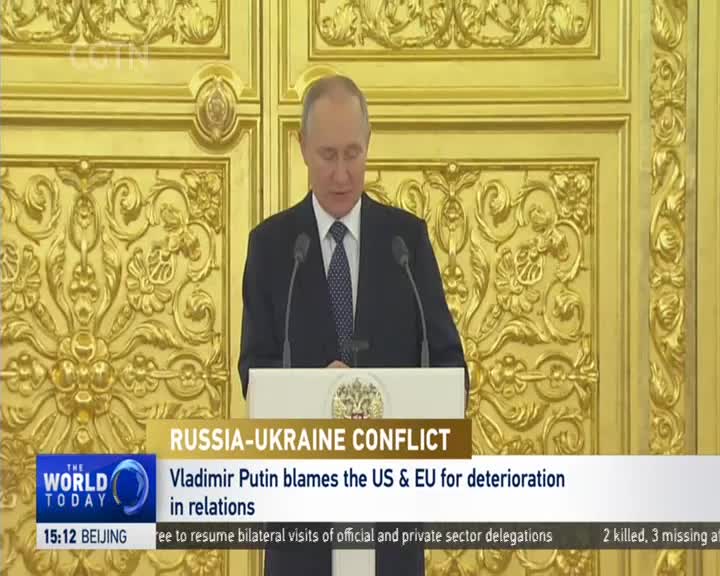 CGTN
RUSSIA-UKRAINE CONFLICT
Vladimir Putin blames the US & EU for deterioration
in relations
THE
WORLD
TODAY
15:12 BEIJING
ree to resume bilateral visits of official and private sector delegations 2 killed, 3 missing af